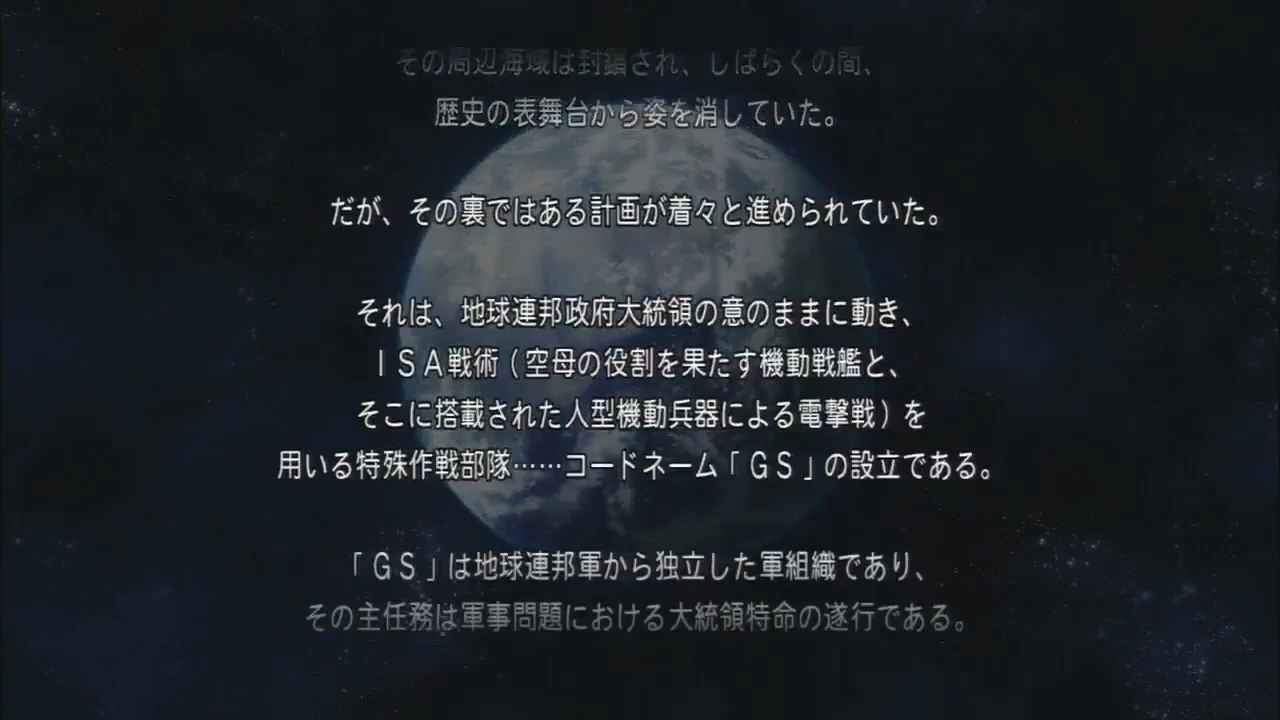 その周辺海域は封鎖され、しばらくの間、
歴史の表舞台から姿を消していた。
だが、その裏ではある計画が着々と進められていた。
それは、地球連邦政府大統領の意のままに動き、
ＩＳＡ戦術（空母の役割を果たす機動戦艦と、
そこに搭載された人型機動兵器による電撃戦）を
用いる特殊作戦部隊……コードネーム「ＧＳ」の設立である。
「ＧＳ」は地球連邦軍から独立した軍組織であり、
その主任務は軍事問題における大統領特命の遂行である。